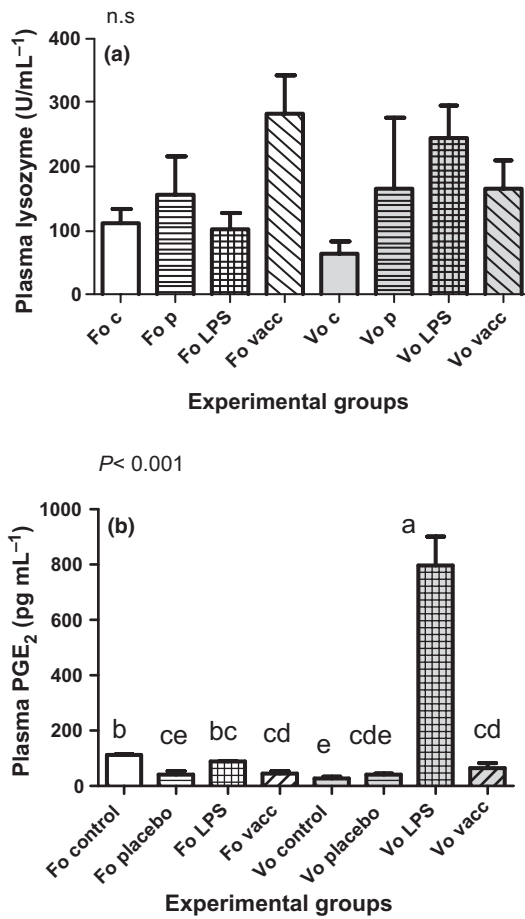 n.s
(a)
Plasma lysozyme (U/mL⁻¹)
400
300
200
100
0
Fo c
Fo p
Fo LPS
Fo vacc
Vo c
Vo p
Vo LPS
Vo vacc
Experimental groups
P< 0.001
(b)
Plasma PGE₂ (pg mL⁻¹)
1000
800
600
400
200
0
b
ce
bc
cd
e
cde
a
cd
Fo control
Fo placebo
Fo LPS
Fo vacc
Vo control
Vo placebo
Vo LPS
Vo vacc
Experimental groups